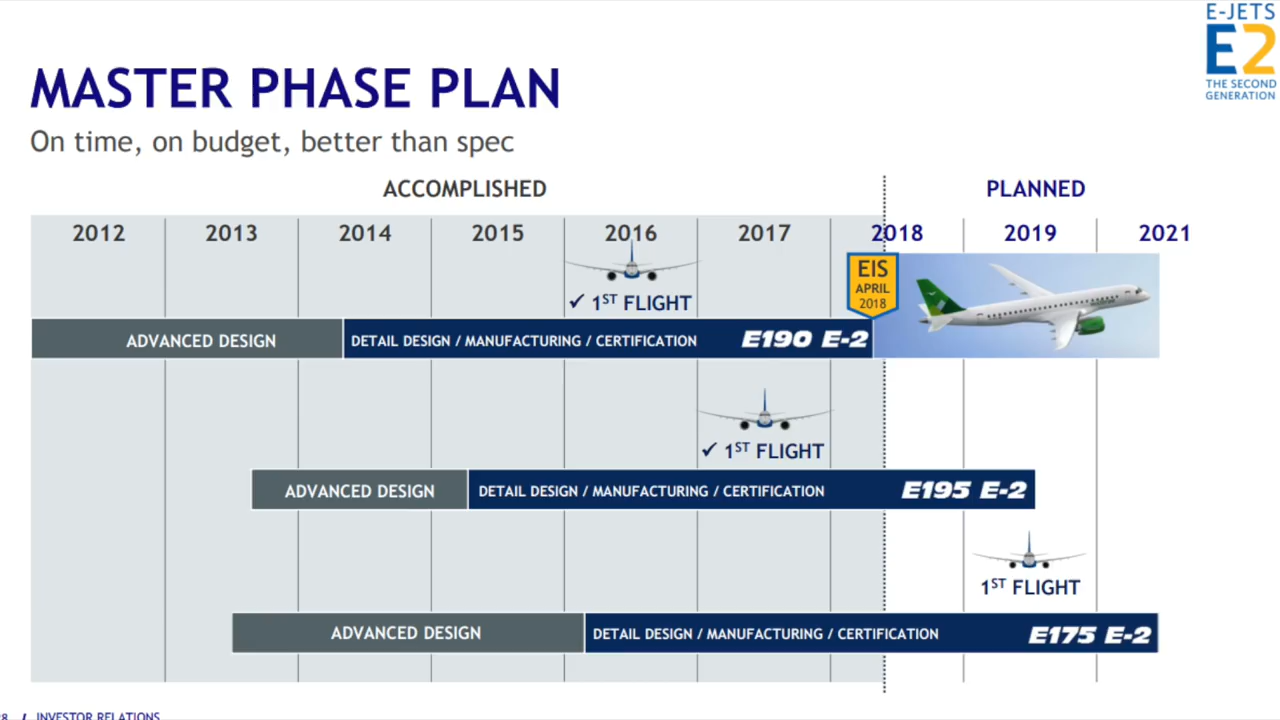 E-JETS
E2
THE SECOND
GENERATION
MASTER PHASE PLAN
On time, on budget, better than spec
ACCOMPLISHED
PLANNED
2012 2013 2014 2015 2016 2017 2018 2019 2021
EIS
APRIL
2018
✓ 1ST FLIGHT
ADVANCED DESIGN
DETAIL DESIGN / MANUFACTURING / CERTIFICATION
E190 E-2
✓ 1ST FLIGHT
ADVANCED DESIGN
DETAIL DESIGN / MANUFACTURING / CERTIFICATION
E195 E-2
1ST FLIGHT
ADVANCED DESIGN
DETAIL DESIGN / MANUFACTURING / CERTIFICATION
E175 E-2
/ INVESTOR RELATIONS